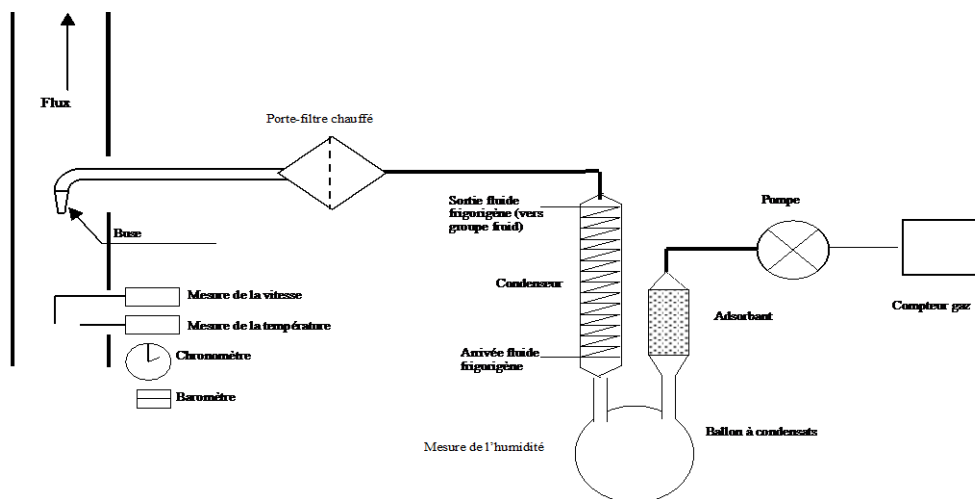 Flux
Porte-filtre chauffé
Sortie fluide
frigorigène (vers
groupe froid)
Pompe
Buse
Condenseur
Compteur gaz
Mesure de la vitesse
Adsorbant
Mesure de la température
Chronomètre
Arrivée fluide
frigorigène
Baromètre
Ballon à condensats
Mesure de l'humidité